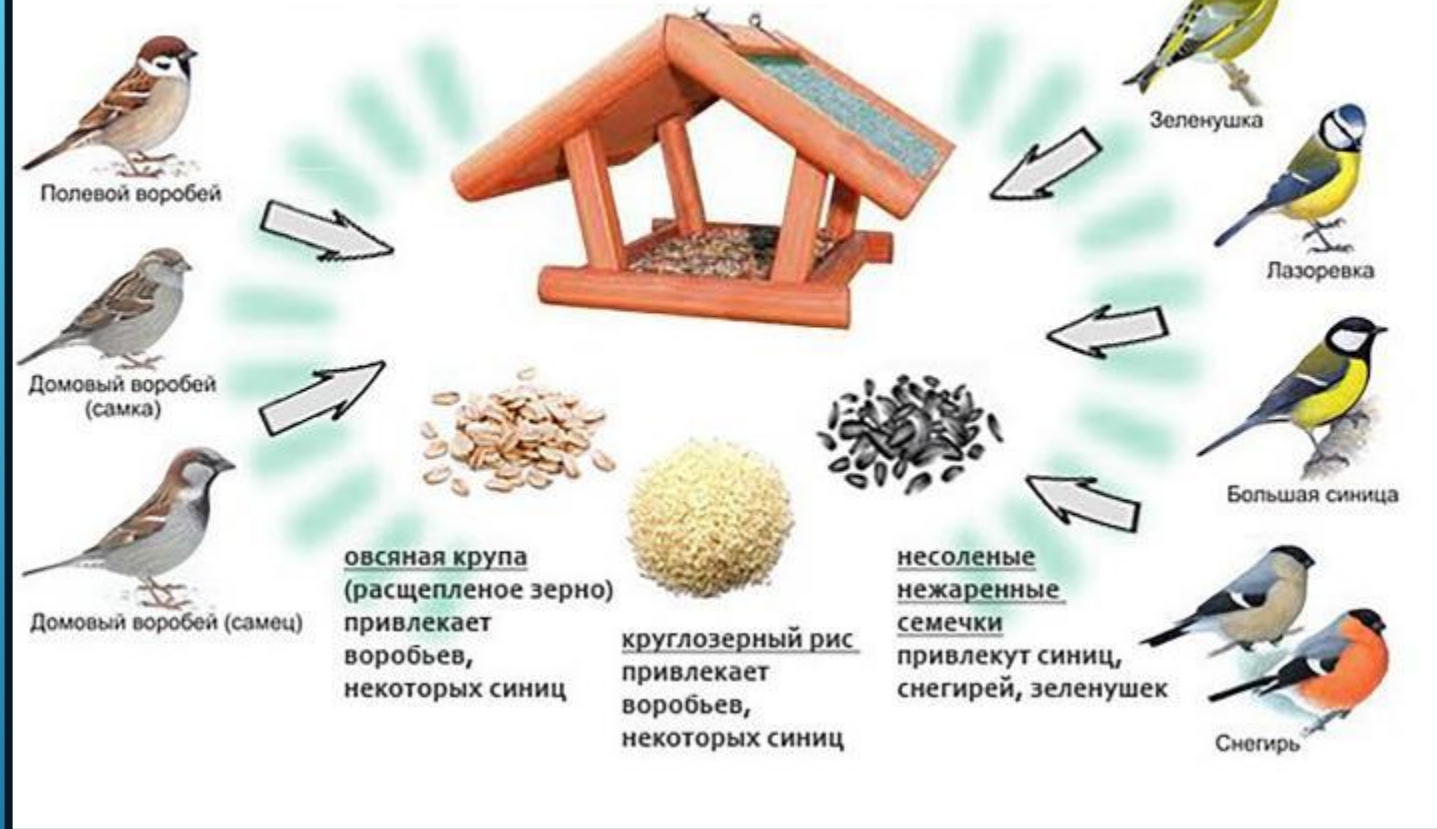 Полевой воробей
Домовый воробей
(самка)
Домовый воробей (самец)
овсяная крупа
(расщепленое зерно)
привлекает
воробьев,
некоторых синиц
круглозерный рис
привлекает
воробьев,
некоторых синиц
несоленые
нежаренные
семечки
привлекут синиц,
снегирей, зеленушек
Зеленушка
Лазоревка
Большая синица
Снегирь